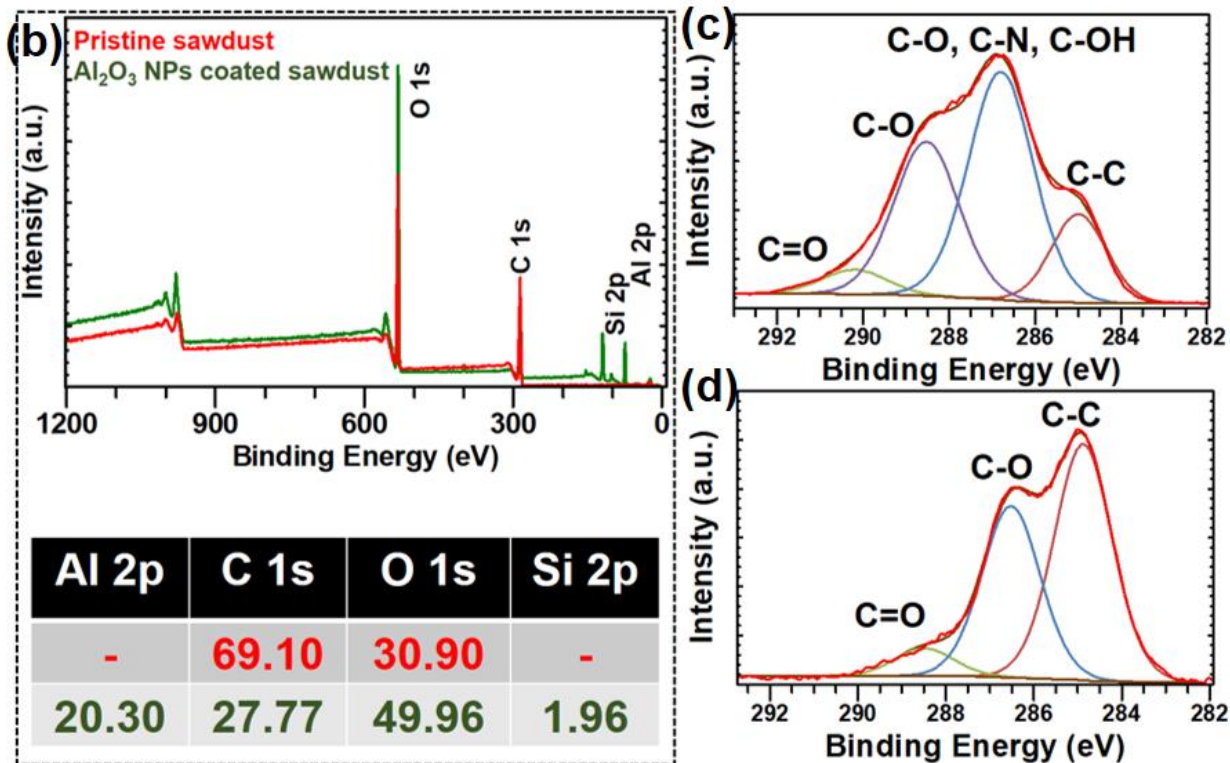 (b)
Pristine sawdust
Al₂O₃ NPs coated sawdust
O 1s
C 1s
Si 2p
Al 2p
Intensity (a.u.)
1200 900 600 300 0
Binding Energy (eV)
Al 2p C 1s O 1s Si 2p
- 69.10 30.90 -
20.30 27.77 49.96 1.96
(c)
C-O, C-N, C-OH
C-O
C-C
C=O
Intensity (a.u.)
292 290 288 286 284 282
Binding Energy (eV)
(d)
C-C
C-O
C=O
Intensity (a.u.)
292 290 288 286 284 282
Binding Energy (eV)